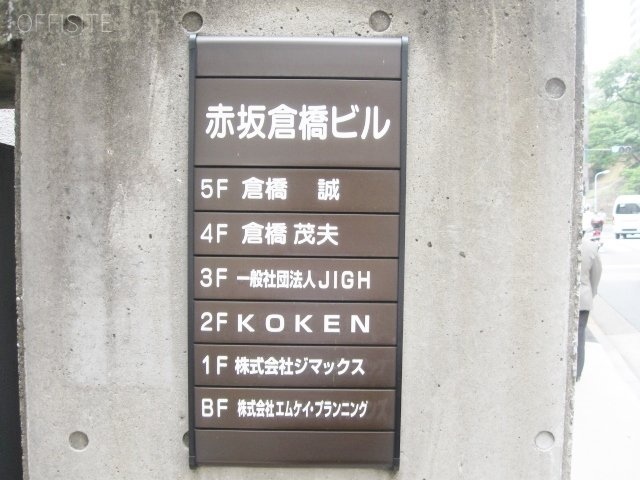 OFFISITE
赤坂倉橋ビル
5F 倉橋 誠
4F 倉橋 茂夫
3F 一般社団法人JIGH
2F KOKEN
1F 株式会社ジマックス
BF 株式会社エムケイ・プランニング